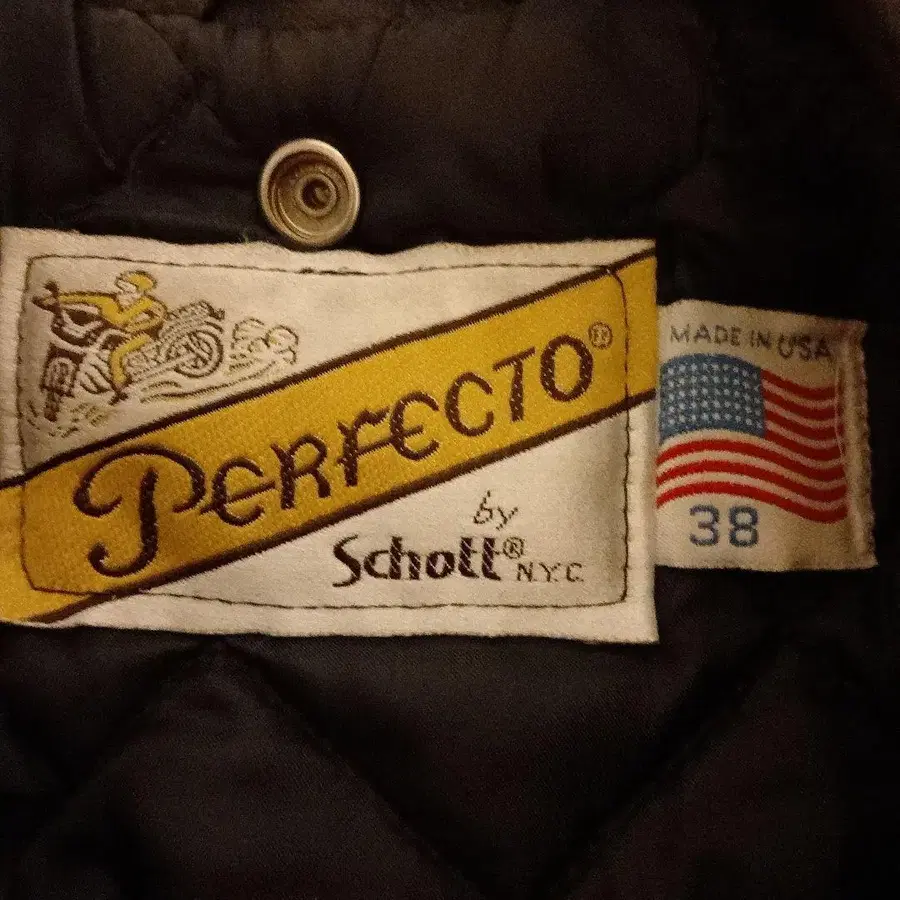 PERFECTO®
by
Schott®
N.Y.C.
MADE IN USA
38